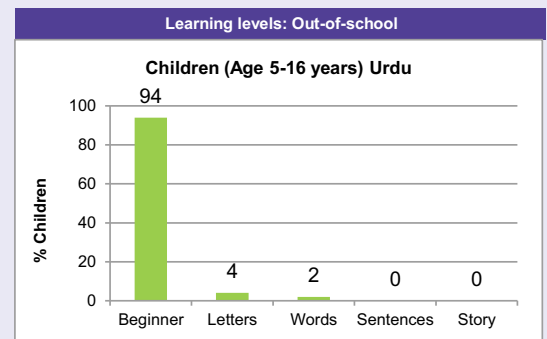 Learning levels: Out-of-school
Children (Age 5-16 years) Urdu
% Children
100
80
60
40
20
0
94
4
2
0
0
Beginner Letters Words Sentences Story